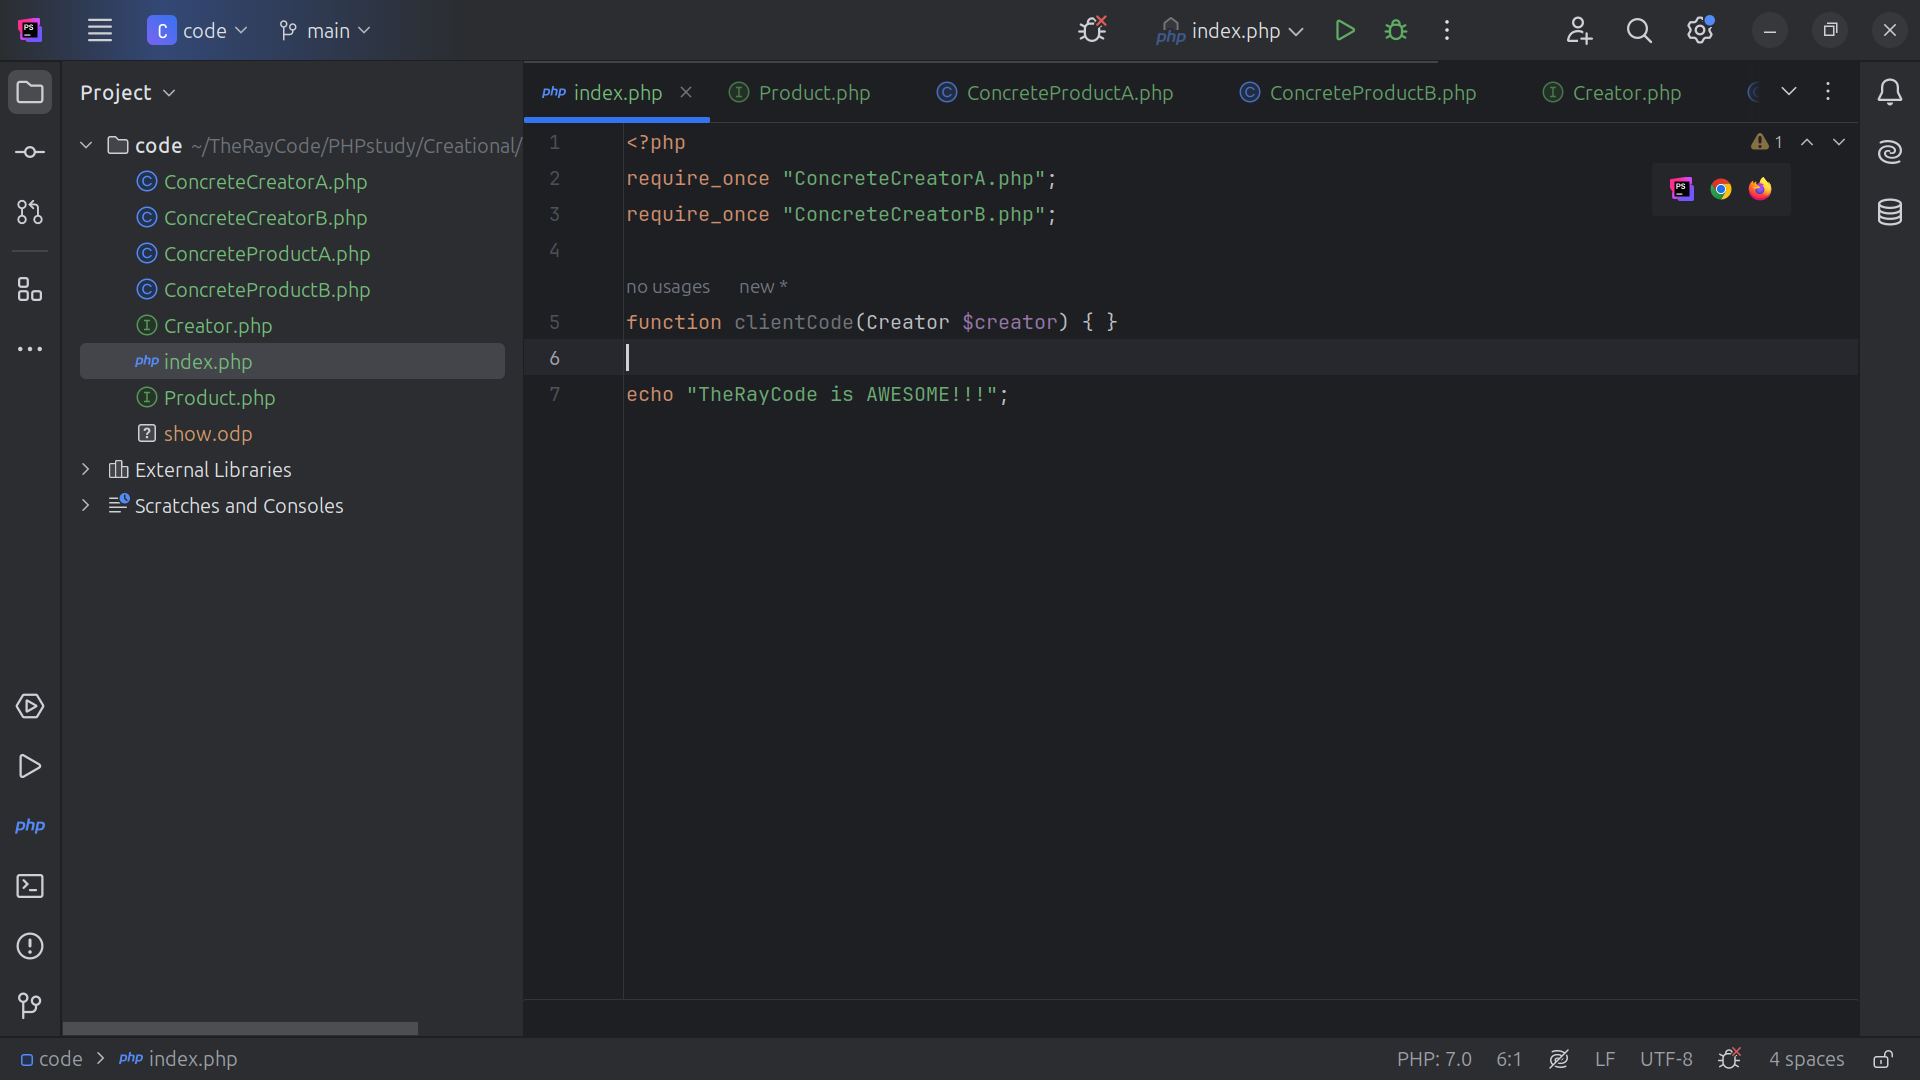 C code main php index.php
Project
code ~/TheRayCode/PHPstudy/Creational/
ConcreteCreatorA.php
ConcreteCreatorB.php
ConcreteProductA.php
ConcreteProductB.php
Creator.php
php index.php
Product.php
show.odp
External Libraries
Scratches and Consoles
php index.php Product.php ConcreteProductA.php ConcreteProductB.php Creator.php
1 <?php
2 require_once "ConcreteCreatorA.php";
3 require_once "ConcreteCreatorB.php";
4
no usages new *
5 function clientCode(Creator $creator) { }
6
7 echo "TheRayCode is AWESOME!!!";
1
php
code > php index.php
PHP: 7.0 6:1 LF UTF-8 4 spaces